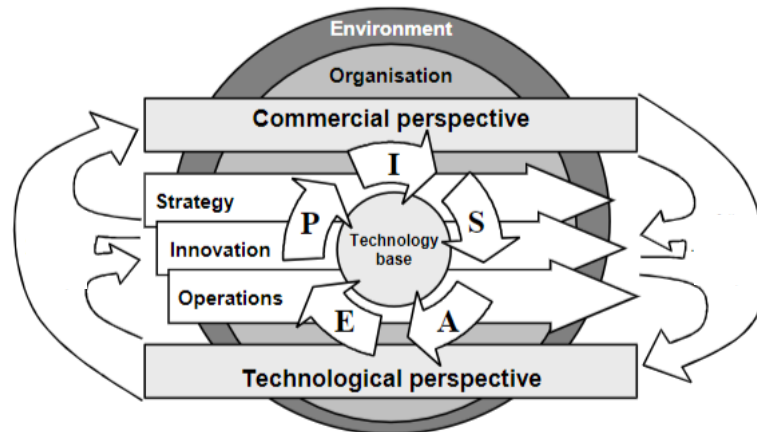 Environment
Organisation
Commercial perspective
I
Strategy
P
S
Innovation
Technology
base
Operations
E
A
Technological perspective